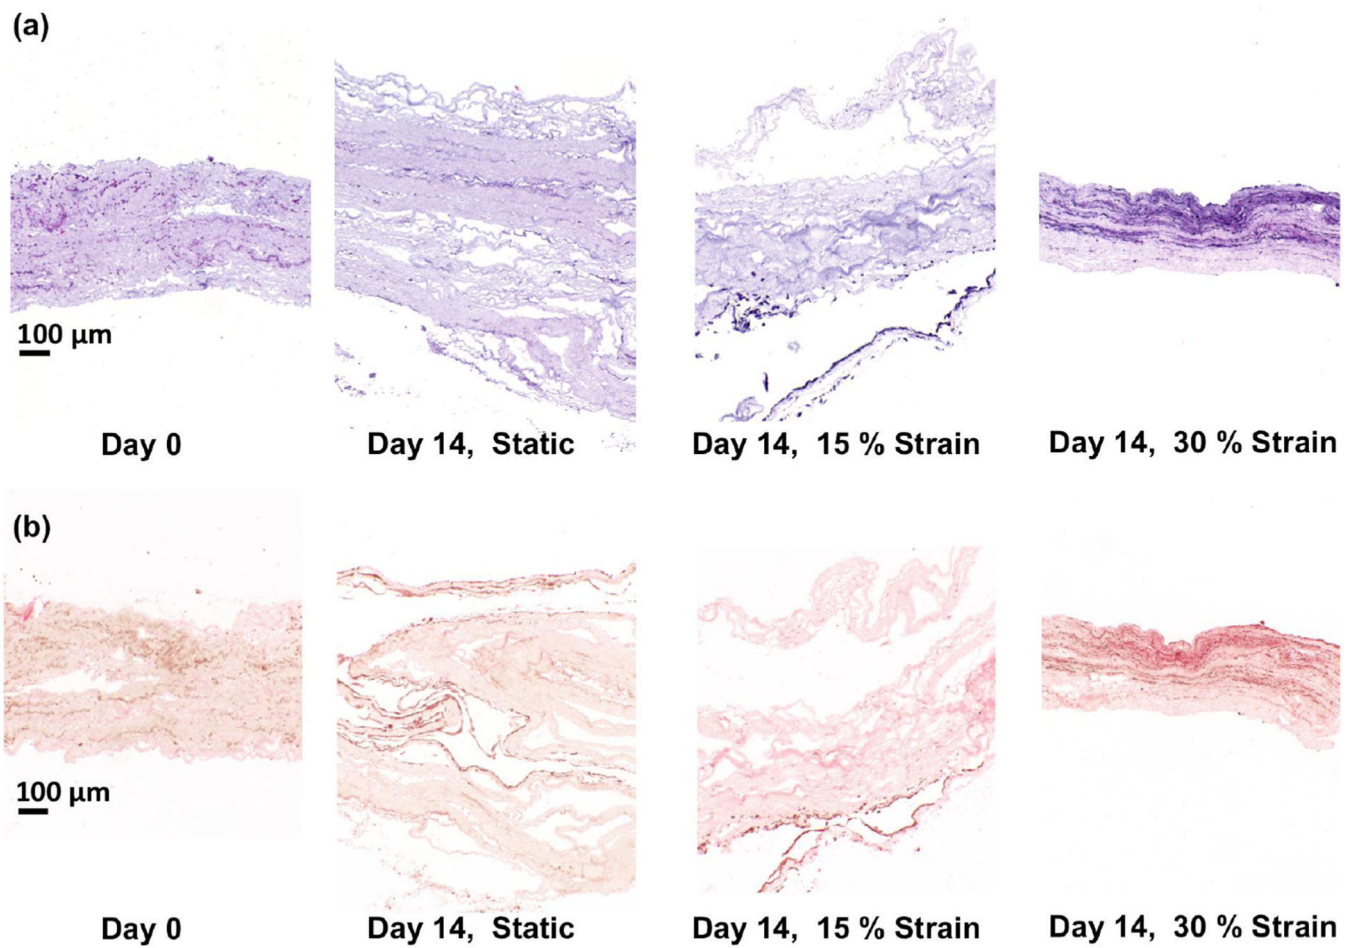 (a)
100 µm
Day 0
Day 14, Static
Day 14, 15 % Strain
Day 14, 30 % Strain
(b)
100 µm
Day 0
Day 14, Static
Day 14, 15 % Strain
Day 14, 30 % Strain